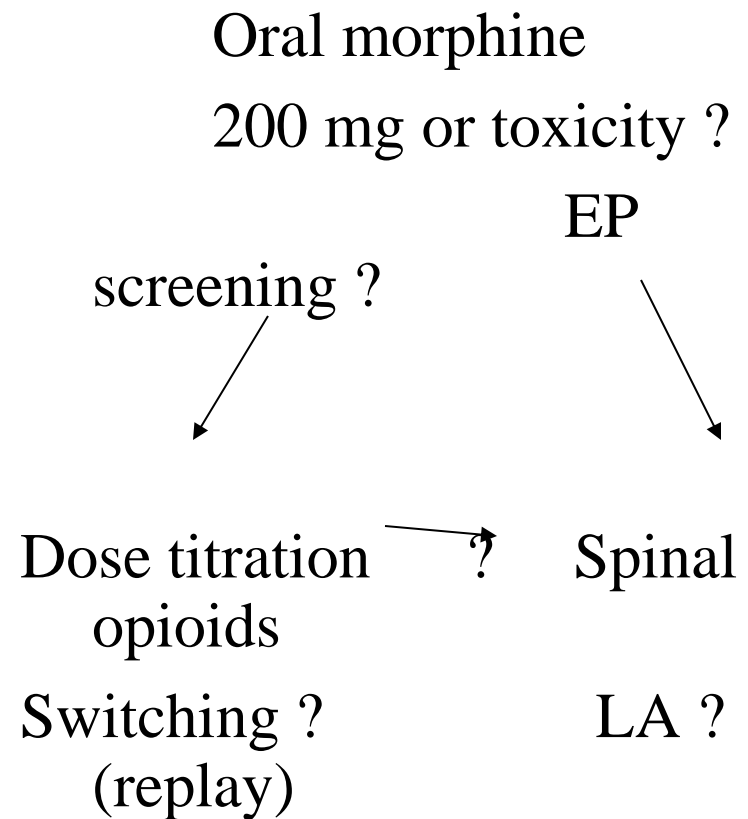 Oral morphine
200 mg or toxicity ?
EP
screening ?
Dose titration ? Spinal
opioids
Switching ? LA ?
(replay)